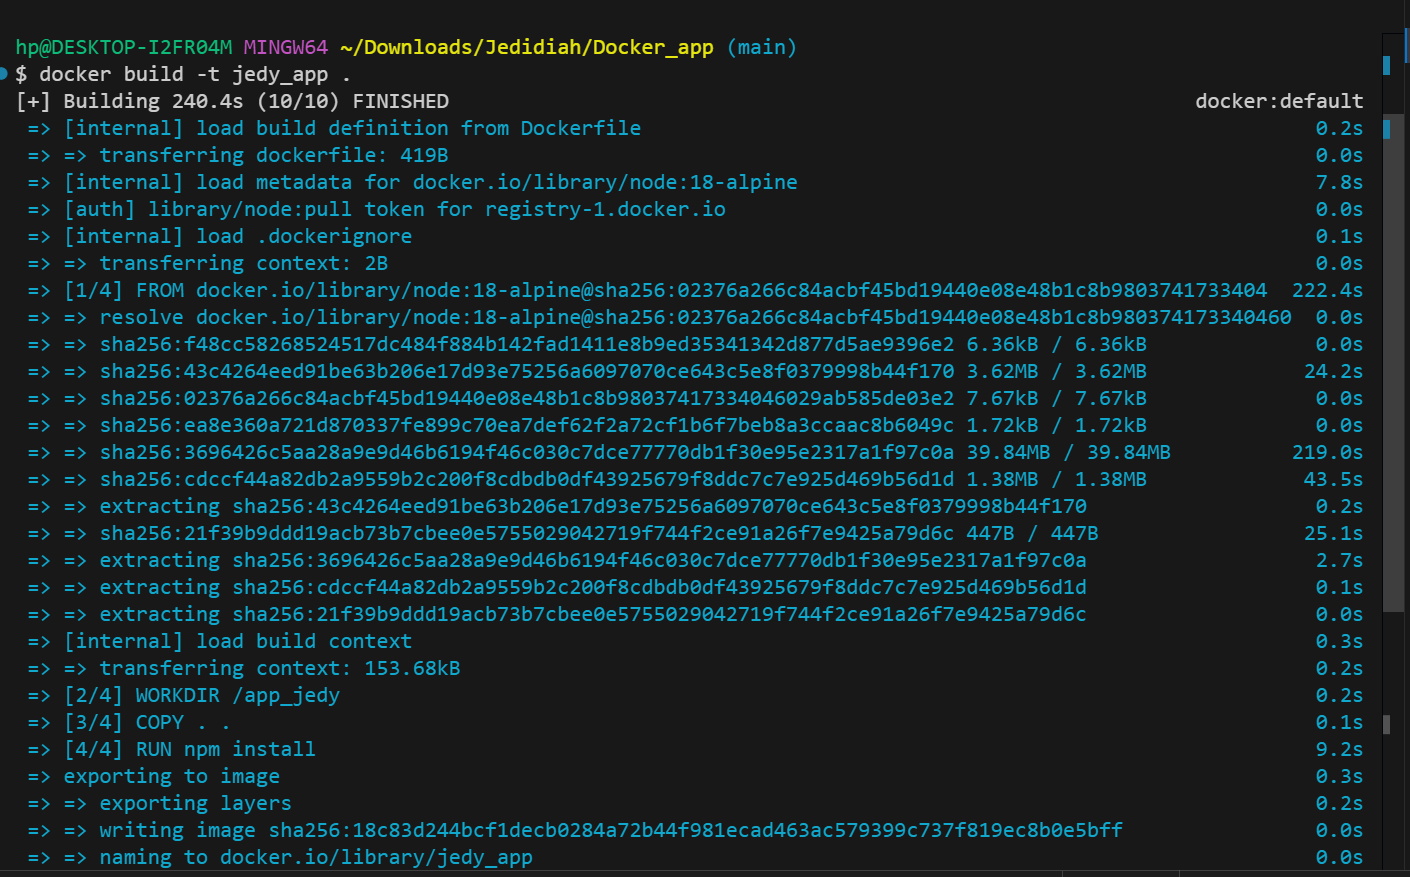 hp@DESKTOP-I2FR04M MINGW64 ~/Downloads/Jedidiah/Docker_app (main)
$ docker build -t jedy_app .
[+] Building 240.4s (10/10) FINISHED docker:default
=> [internal] load build definition from Dockerfile 0.2s
=> => transferring dockerfile: 419B 0.0s
=> [internal] load metadata for docker.io/library/node:18-alpine 7.8s
=> [auth] library/node:pull token for registry-1.docker.io 0.0s
=> [internal] load .dockerignore 0.1s
=> => transferring context: 2B 0.0s
=> [1/4] FROM docker.io/library/node:18-alpine@sha256:02376a266c84acbf45bd19440e08e48b1c8b9803741733404 222.4s
=> => resolve docker.io/library/node:18-alpine@sha256:02376a266c84acbf45bd19440e08e48b1c8b980374173340460 0.0s
=> => sha256:f48cc58268524517dc484f884b142fad1411e8b9ed35341342d877d5ae9396e2 6.36kB / 6.36kB 0.0s
=> => sha256:43c4264eed91be63b206e17d93e75256a6097070ce643c5e8f0379998b44f170 3.62MB / 3.62MB 24.2s
=> => sha256:02376a266c84acbf45bd19440e08e48b1c8b98037417334046029ab585de03e2 7.67kB / 7.67kB 0.0s
=> => sha256:ea8e360a721d870337fe899c70ea7def62f2a72cf1b6f7beb8a3ccaac8b6049c 1.72kB / 1.72kB 0.0s
=> => sha256:3696426c5aa28a9e9d46b6194f46c030c7dce77770db1f30e95e2317a1f97c0a 39.84MB / 39.84MB 219.0s
=> => sha256:cdccf44a82db2a9559b2c200f8cdbdb0df43925679f8ddc7c7e925d469b56d1d 1.38MB / 1.38MB 43.5s
=> => extracting sha256:43c4264eed91be63b206e17d93e75256a6097070ce643c5e8f0379998b44f170 0.2s
=> => sha256:21f39b9ddd19acb73b7cbee0e5755029042719f744f2ce91a26f7e9425a79d6c 447B / 447B 25.1s
=> => extracting sha256:3696426c5aa28a9e9d46b6194f46c030c7dce77770db1f30e95e2317a1f97c0a 2.7s
=> => extracting sha256:cdccf44a82db2a9559b2c200f8cdbdb0df43925679f8ddc7c7e925d469b56d1d 0.1s
=> => extracting sha256:21f39b9ddd19acb73b7cbee0e5755029042719f744f2ce91a26f7e9425a79d6c 0.0s
=> [internal] load build context 0.3s
=> => transferring context: 153.68kB 0.2s
=> [2/4] WORKDIR /app_jedy 0.2s
=> [3/4] COPY . . 0.1s
=> [4/4] RUN npm install 9.2s
=> exporting to image 0.3s
=> => exporting layers 0.2s
=> => writing image sha256:18c83d244bcf1decb0284a72b44f981ecad463ac579399c737f819ec8b0e5bff 0.0s
=> => naming to docker.io/library/jedy_app 0.0s